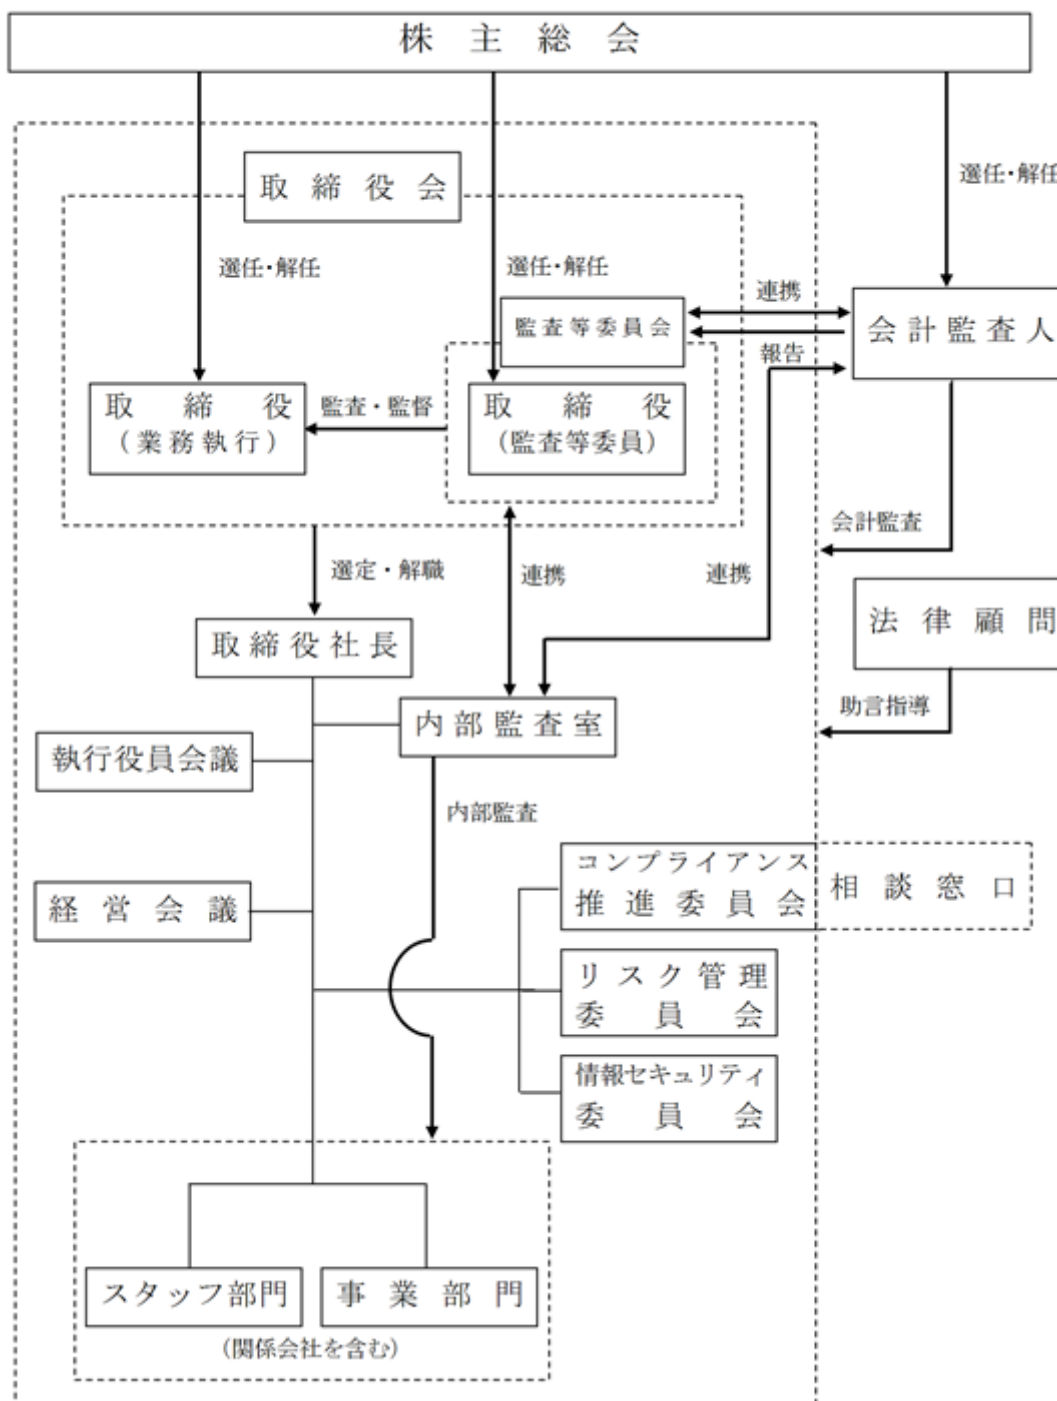 株主総会
取締役会
選任・解任
選任・解任
選任・解任
監査等委員会
連携
報告
会計監査人
取締役
(業務執行)
監査・監督
取締役
(監査等委員)
選定・解職
連携
連携
会計監査
取締役社長
法律顧問
内部監査室
助言指導
執行役員会議
内部監査
コンプライアンス
推進委員会
相談窓口
経営会議
リスク管理
委員会
情報セキュリティ
委員会
スタッフ部門
事業部門
(関係会社を含む)